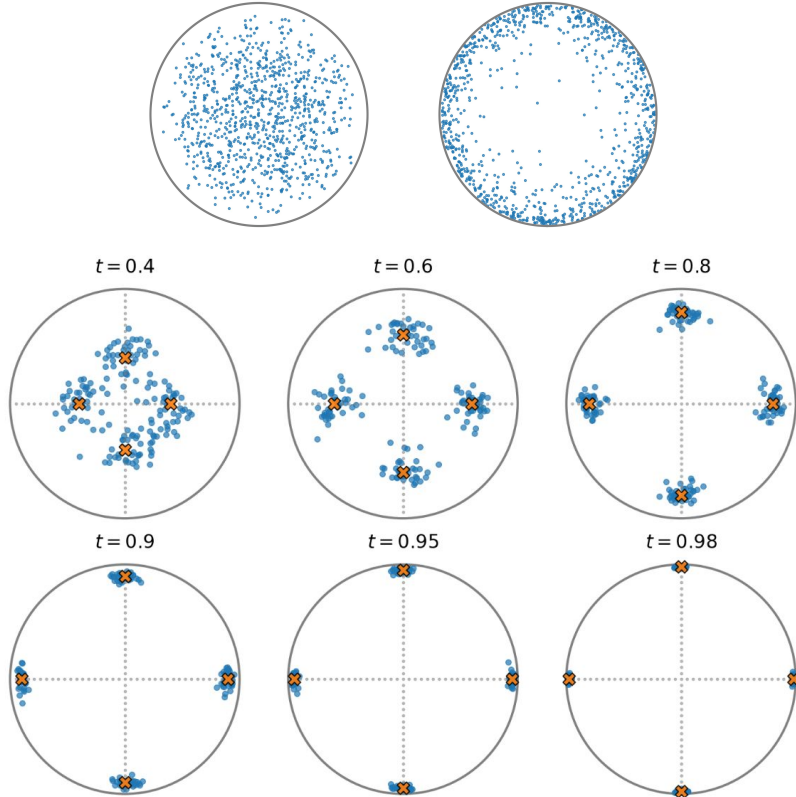 t = 0.4
t = 0.6
t = 0.8
t = 0.9
t = 0.95
t = 0.98